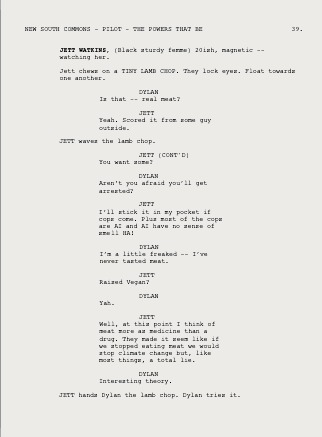 NEW SOUTH COMMONS - PILOT - THE POWERS THAT BE 39.
JETT WATKINS, (Black sturdy femme) 20ish, magnetic --
watching her.
Jett chews on a TINY LAMB CHOP. They lock eyes. Float towards
one another.
DYLAN
Is that -- real meat?
JETT
Yeah. Scored it from some guy
outside.
JETT waves the lamb chop.
JETT (CONT'D)
You want some?
DYLAN
Aren't you afraid you'll get
arrested?
JETT
I'll stick it in my pocket if
cops come. Plus most of the cops
are AI and AI have no sense of
smell HA!
DYLAN
I'm a little freaked -- I've
never tasted meat.
JETT
Raised Vegan?
DYLAN
Yah.
JETT
Well, at this point I think of
meat more as medicine than a
drug. They made it seem like if
we stopped eating meat we would
stop climate change but, like
most things, a total lie.
DYLAN
Interesting theory.
JETT hands Dylan the lamb chop. Dylan tries it.